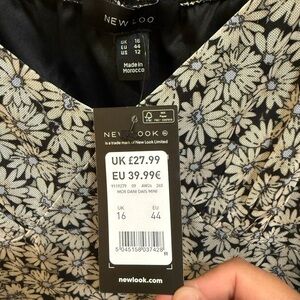 NEW LOOK
UK 16
EU 44
US 12
Made in
Morocco
NEW LOOK
is a trade mark of New Look Limited
UK £27.99
EU 39.99€
UK EU
16 44
5045158037428
newlook.com